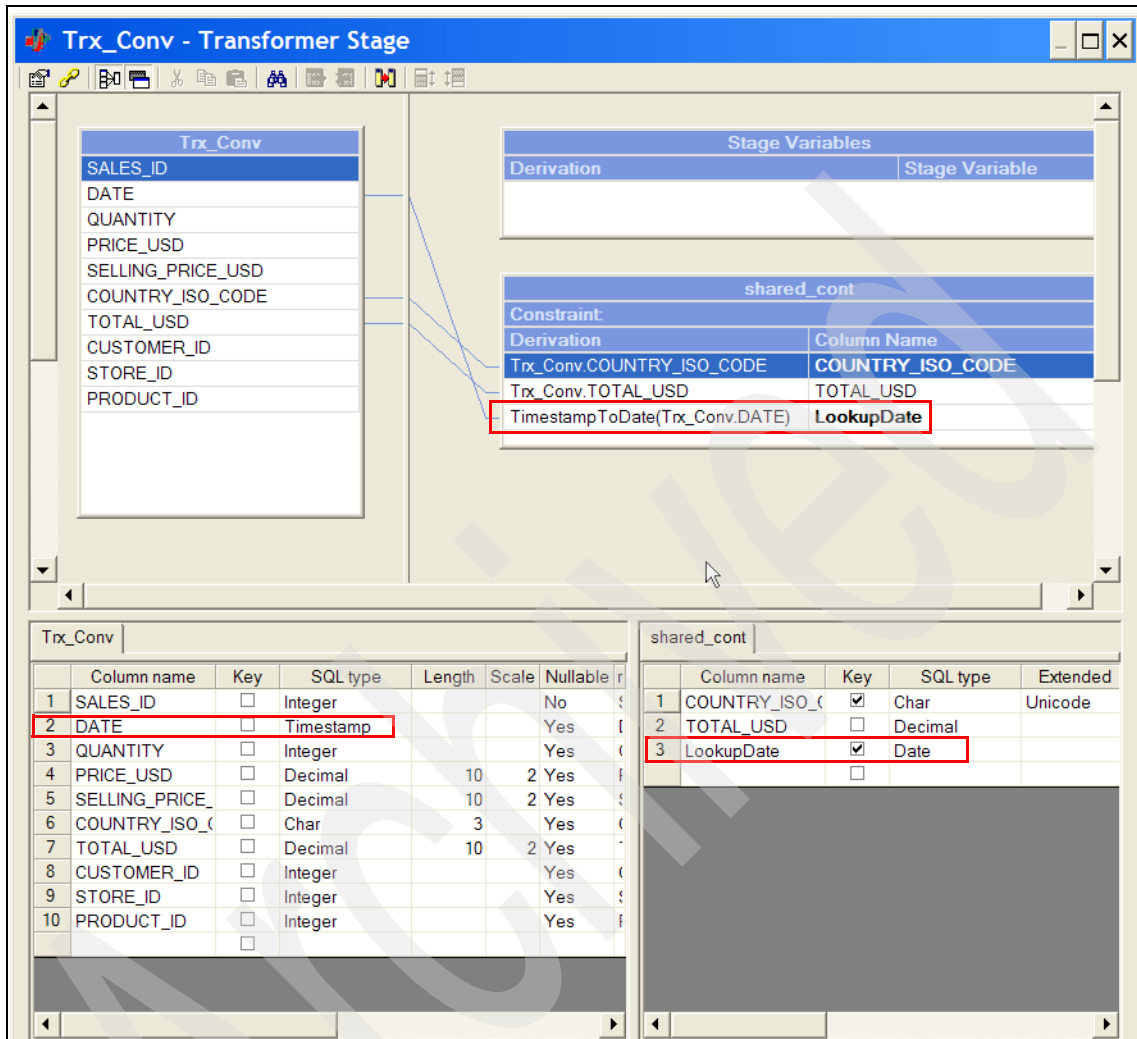 Trx_Conv - Transformer Stage
Trx_Conv
SALES_ID
DATE
QUANTITY
PRICE_USD
SELLING_PRICE_USD
COUNTRY_ISO_CODE
TOTAL_USD
CUSTOMER_ID
STORE_ID
PRODUCT_ID
Stage Variables
Derivation Stage Variable
shared_cont
Constraint:
Derivation Column Name
Trx_Conv.COUNTRY_ISO_CODE COUNTRY_ISO_CODE
Trx_Conv.TOTAL_USD TOTAL_USD
TimestampToDate(Trx_Conv.DATE) LookupDate
Trx_Conv
Column name Key SQL type Length Scale Nullable
1 SALES_ID Integer No
2 DATE Timestamp Yes
3 QUANTITY Integer Yes
4 PRICE_USD Decimal 10 2 Yes
5 SELLING_PRICE_ Decimal 10 2 Yes
6 COUNTRY_ISO_( Char 3 Yes
7 TOTAL_USD Decimal 10 2 Yes
8 CUSTOMER_ID Integer Yes
9 STORE_ID Integer Yes
10 PRODUCT_ID Integer Yes
shared_cont
Column name Key SQL type Extended
1 COUNTRY_ISO_( Char Unicode
2 TOTAL_USD Decimal
3 LookupDate Date
Archived